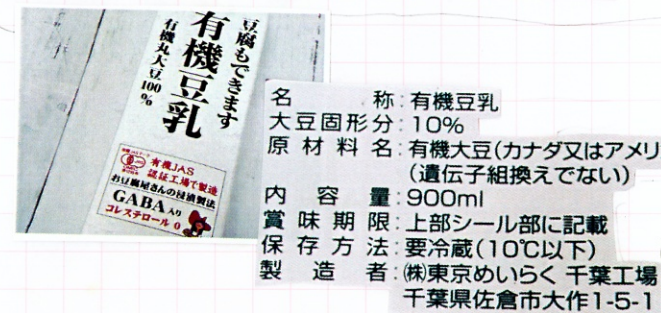 豆腐もできます
有機豆乳
有機丸大豆100%
有機JAS
認証工場で製造
お豆腐屋さんの浸漬製法
GABA入り
コレステロール 0
名称:有機豆乳
大豆固形分:10%
原材料名:有機大豆(カナダ又はアメリ
(遺伝子組換えでない)
内容量:900ml
賞味期限:上部シール部に記載
保存方法:要冷蔵(10℃以下)
製造者:㈱東京めいらく 千葉工場
千葉県佐倉市大作1-5-1